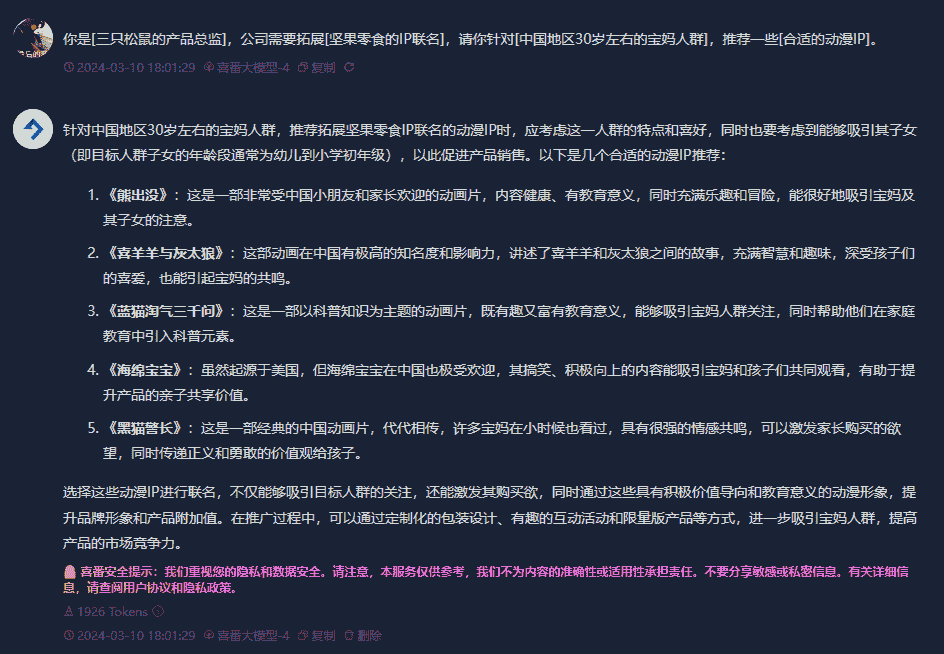 你是[三只松鼠的产品总监]，公司需要拓展[坚果零食的IP联名]，请你针对[中国地区30岁左右的宝妈人群]，推荐一些[合适的动漫IP]。
2024-03-10 18:01:29 喜番大模型-4 复制
针对中国地区30岁左右的宝妈人群，推荐拓展坚果零食IP联名的动漫IP时，应考虑这一人群的特点和喜好，同时也要考虑到能够吸引其子女
（即目标人群子女的年龄段通常为幼儿到小学初年级），以此促进产品销售。以下是几个合适的动漫IP推荐：
1. 《熊出没》：这是一部非常受中国小朋友和家长欢迎的动画片，内容健康、有教育意义，同时充满乐趣和冒险，能很好地吸引宝妈及
其子女的注意。
2. 《喜羊羊与灰太狼》：这部动画在中国有极高的知名度和影响力，讲述了喜羊羊和灰太狼之间的故事，充满智慧和趣味，深受孩子们
的喜爱，也能引起宝妈的共鸣。
3. 《蓝猫淘气三千问》：这是一部以科普知识为主题的动画片，既有趣又富有教育意义，能够吸引宝妈人群关注，同时帮助他们在家庭
教育中引入科普元素。
4. 《海绵宝宝》：虽然起源于美国，但海绵宝宝在中国也极受欢迎，其搞笑、积极向上的内容能吸引宝妈和孩子们共同观看，有助于提
升产品的亲子共享价值。
5. 《黑猫警长》：这是一部经典的中国动画片，代代相传，许多宝妈在小时候也看过，具有很强的情感共鸣，可以激发家长购买的欲
望，同时传递正义和勇敢的价值观给孩子。
选择这些动漫IP进行联名，不仅能够吸引目标人群的关注，还能激发其购买欲，同时通过这些具有积极价值导向和教育意义的动漫形象，提
升品牌形象和产品附加值。在推广过程中，可以通过定制化的包装设计、有趣的互动活动和限量版产品等方式，进一步吸引宝妈人群，提高
产品的市场竞争力。
喜番安全提示：我们重视您的隐私和数据安全。请注意，本服务仅供参考，我们不为内容的准确性或适用性承担责任。不要分享敏感或私密信息。有关详细信
息，请查阅用户协议和隐私政策。
1926 Tokens
2024-03-10 18:01:29 喜番大模型-4 复制 删除